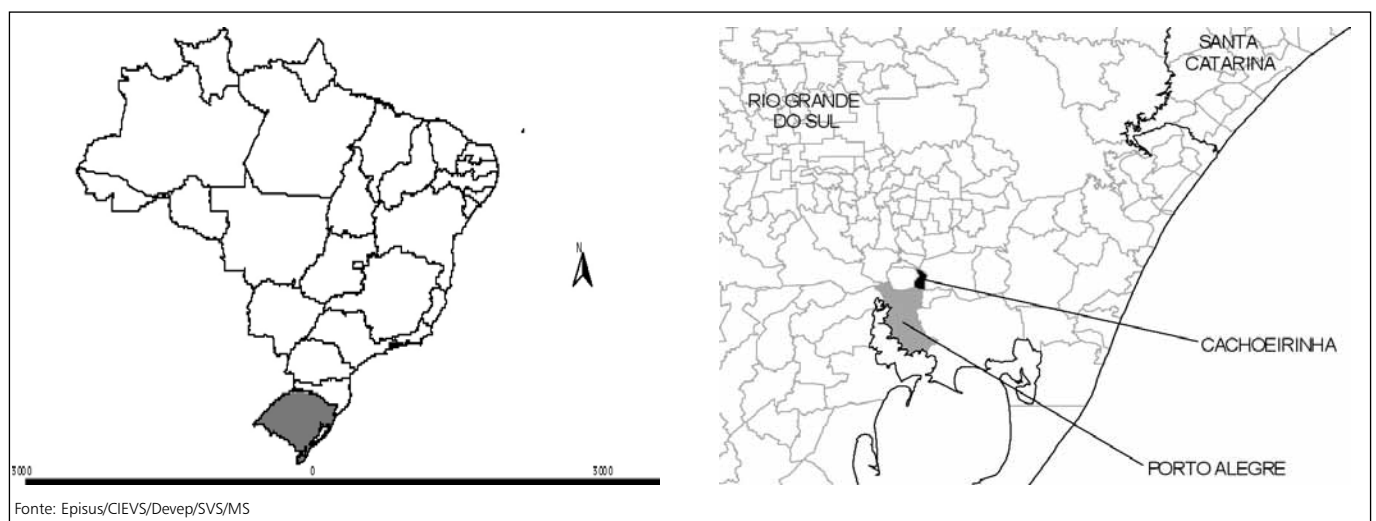 N
3000 0 3000
SANTA
CATARINA
RIO GRANDE
DO SUL
CACHOEIRINHA
PORTO ALEGRE
Fonte: Episus/CIEVS/Devep/SVS/MS